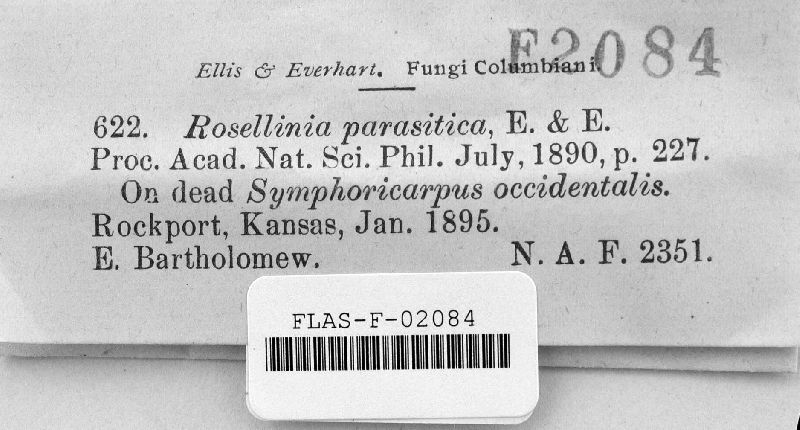 F2084
Ellis & Everhart. Fungi Columbiani.
622. Rosellinia parasitica, E. & E.
Proc. Acad. Nat. Sci. Phil. July, 1890, p. 227.
On dead Symphoricarpus occidentalis.
Rockport, Kansas, Jan. 1895.
E. Bartholomew. N. A. F. 2351.
FLAS-F-02084